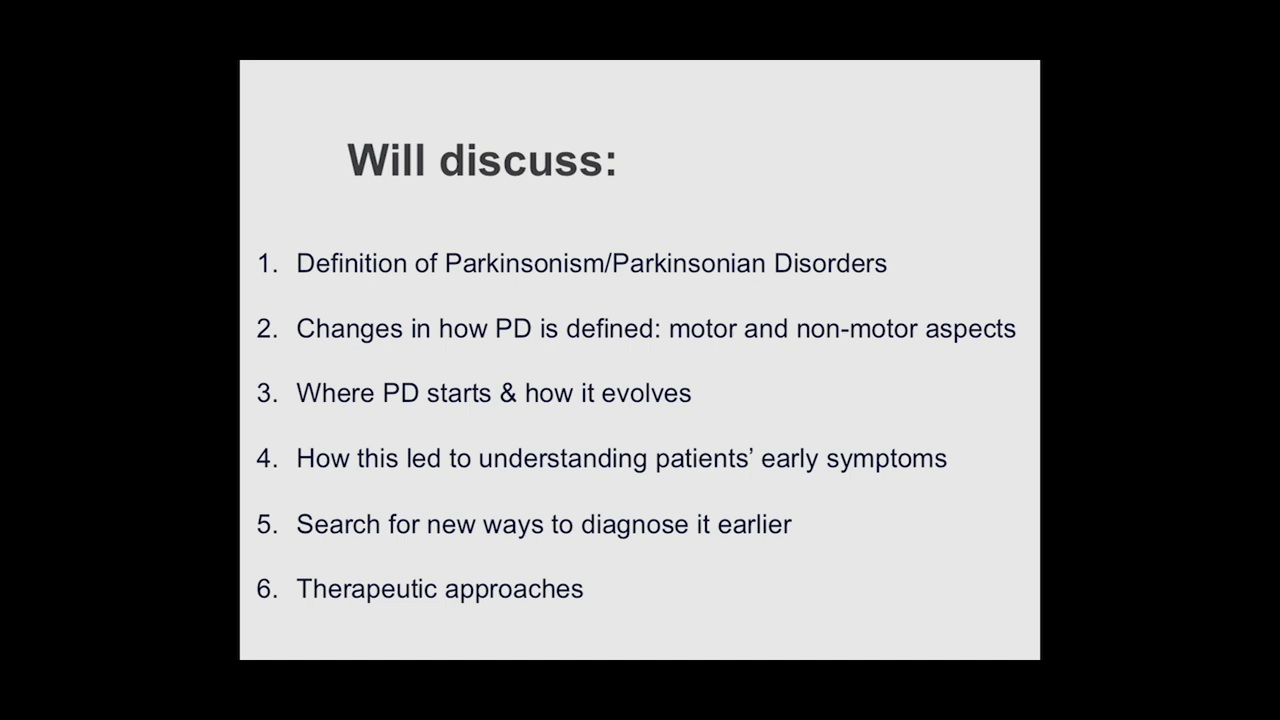 Will discuss:
1. Definition of Parkinsonism/Parkinsonian Disorders
2. Changes in how PD is defined: motor and non-motor aspects
3. Where PD starts & how it evolves
4. How this led to understanding patients’ early symptoms
5. Search for new ways to diagnose it earlier
6. Therapeutic approaches